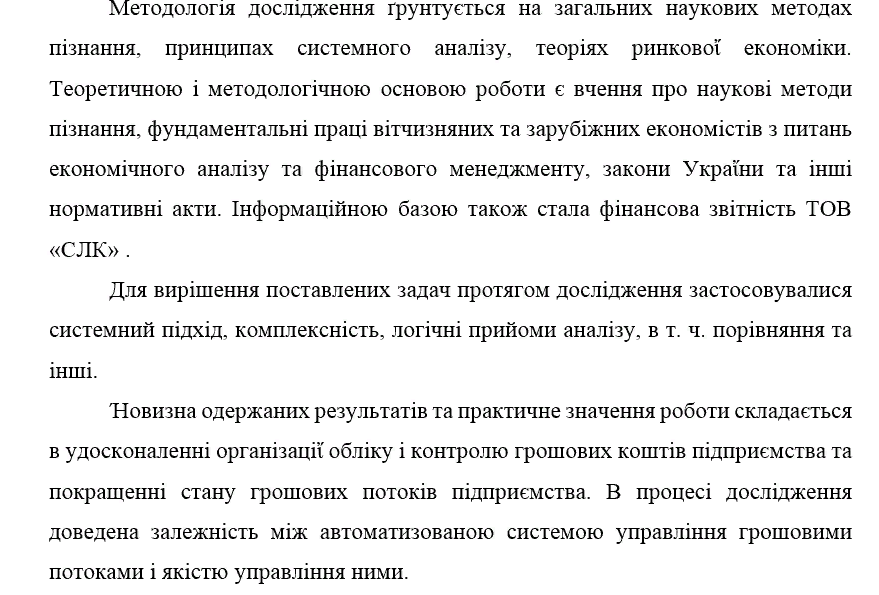 Методологія дослідження ґрунтується на загальних наукових методах
пізнання, принципах системного аналізу, теоріях ринкової економіки.
Теоретичною і методологічною основою роботи є вчення про наукові методи
пізнання, фундаментальні праці вітчизняних та зарубіжних економістів з питань
економічного аналізу та фінансового менеджменту, закони України та інші
нормативні акти. Інформаційною базою також стала фінансова звітність ТОВ
«СЛК» .
Для вирішення поставлених задач протягом дослідження застосовувалися
системний підхід, комплексність, логічні прийоми аналізу, в т. ч. порівняння та
інші.
Новизна одержаних результатів та практичне значення роботи складається
в удосконаленні організації обліку і контролю грошових коштів підприємства та
покращенні стану грошових потоків підприємства. В процесі дослідження
доведена залежність між автоматизованою системою управління грошовими
потоками і якістю управління ними.